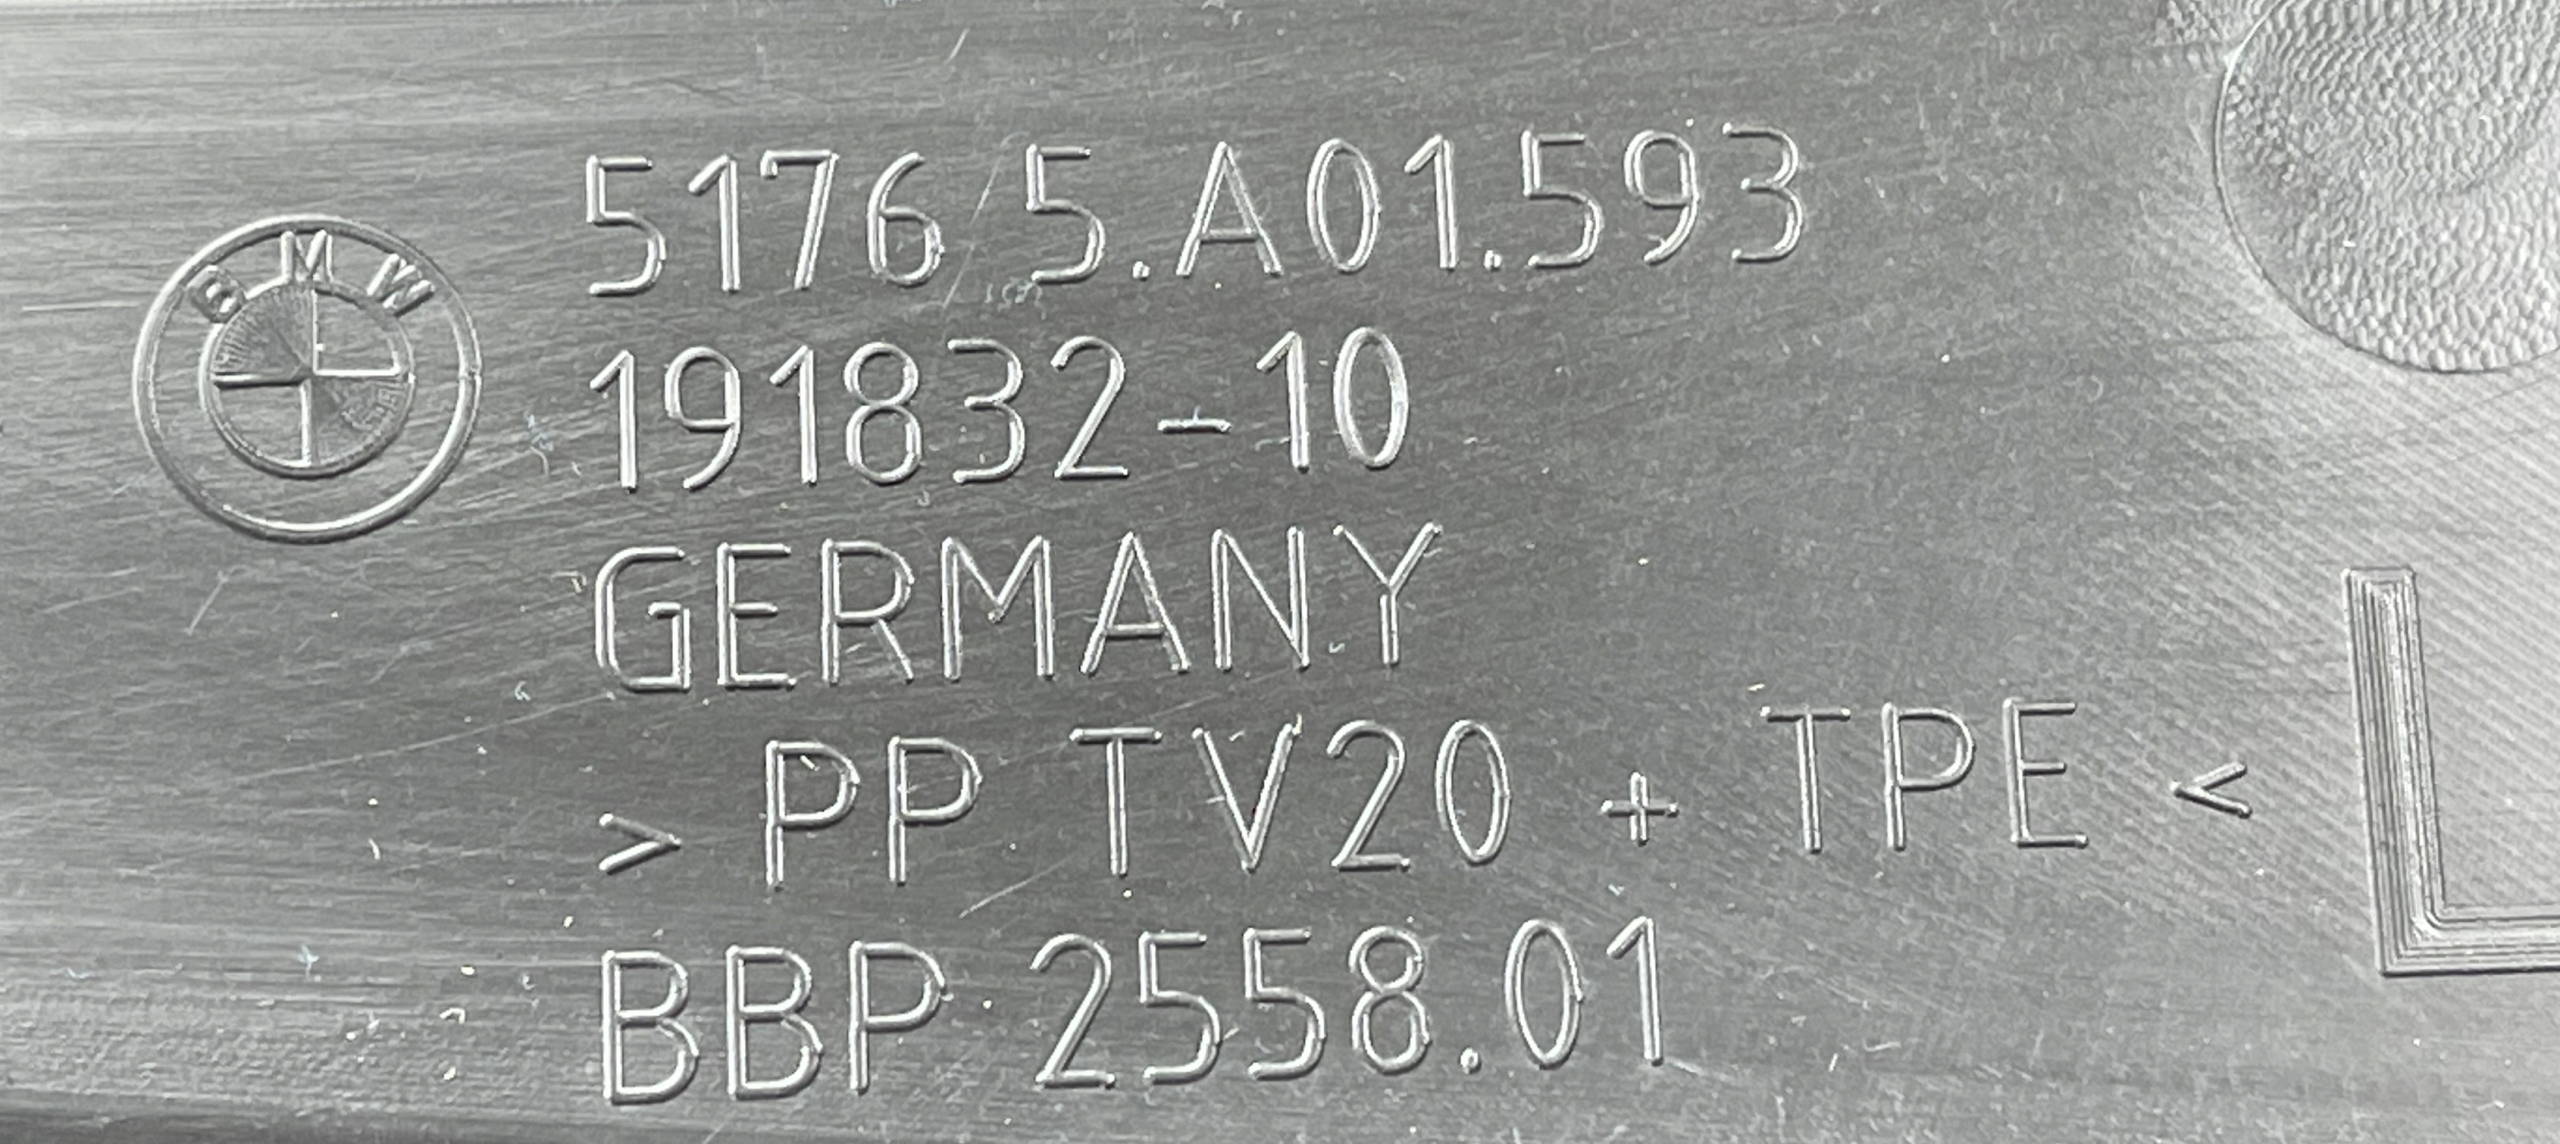 BMW
5176 5.A01.593
191832-10
GERMANY
> PP TV20 + TPE <
BBP 2558.01
L